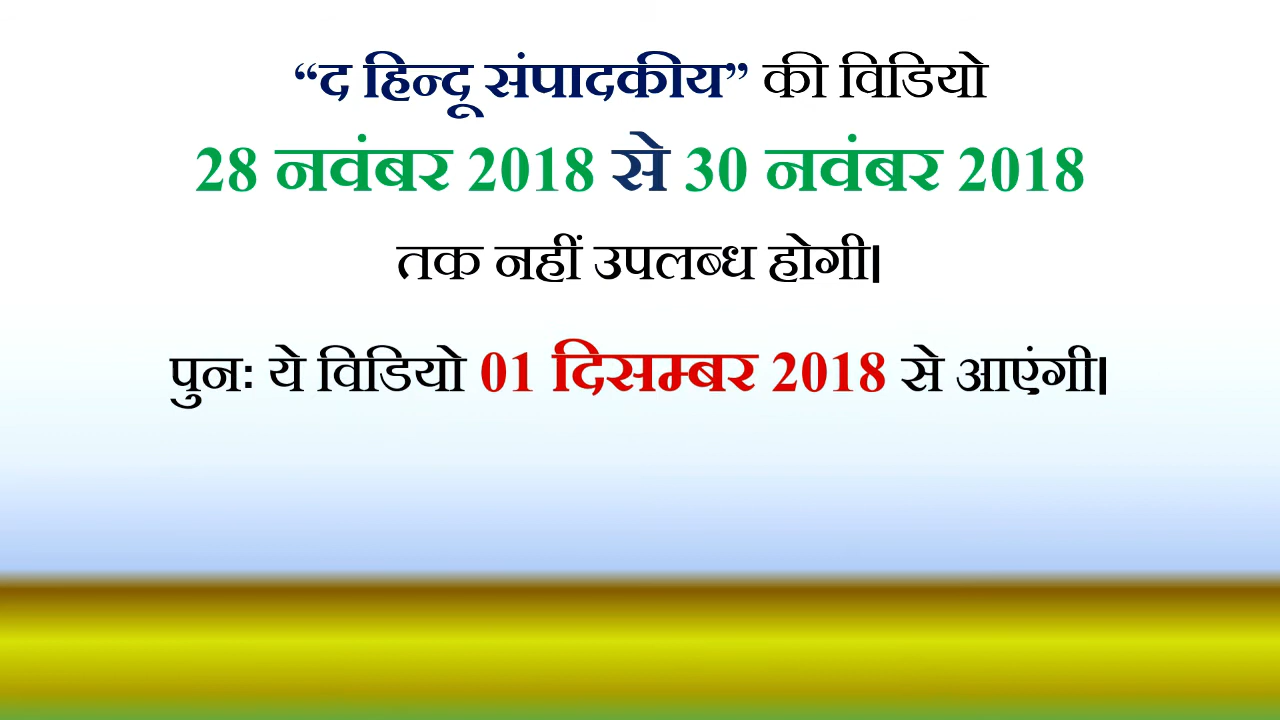 “द हिन्दू संपादकीय” की विडियो
28 नवंबर 2018 से 30 नवंबर 2018
तक नहीं उपलब्ध होगी।
पुनः ये विडियो 01 दिसम्बर 2018 से आएंगी।